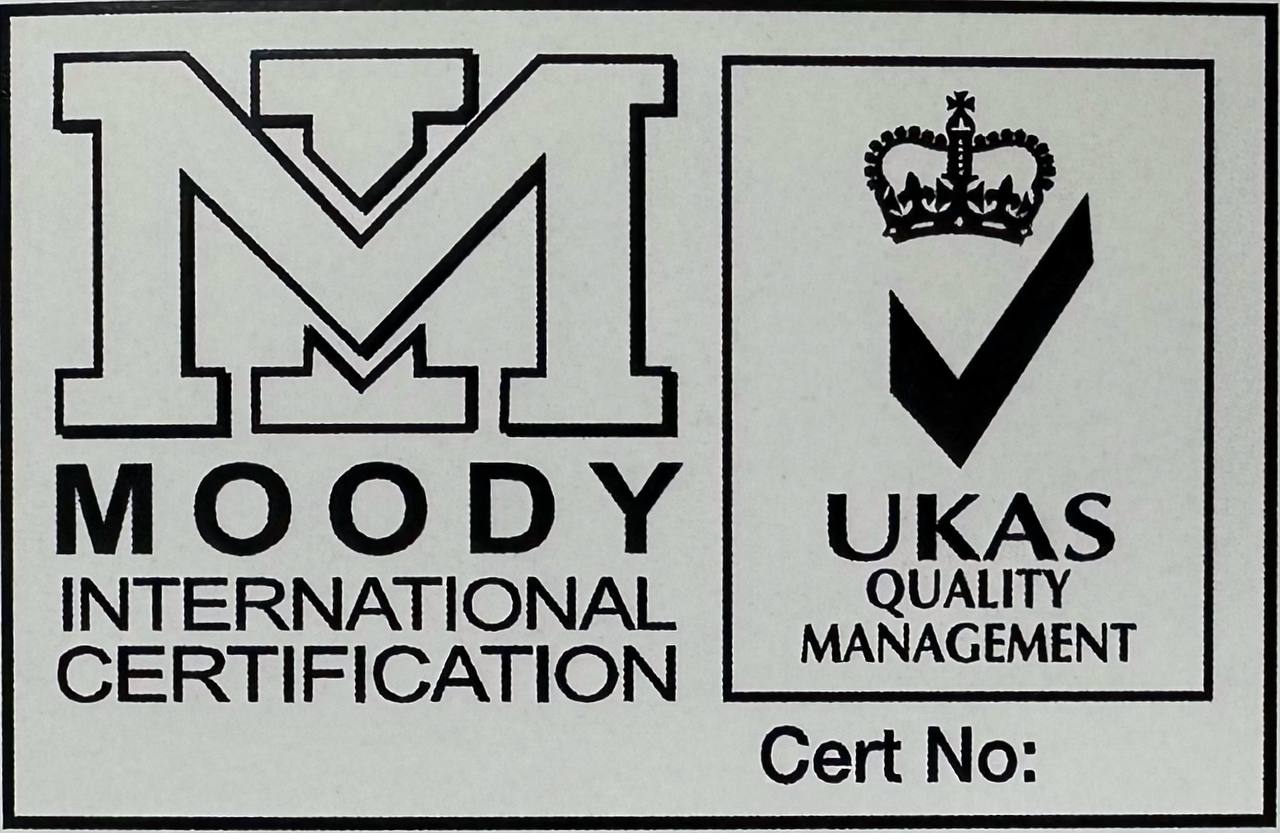 MOODY
INTERNATIONAL
CERTIFICATION
UKAS
QUALITY
MANAGEMENT
Cert No: